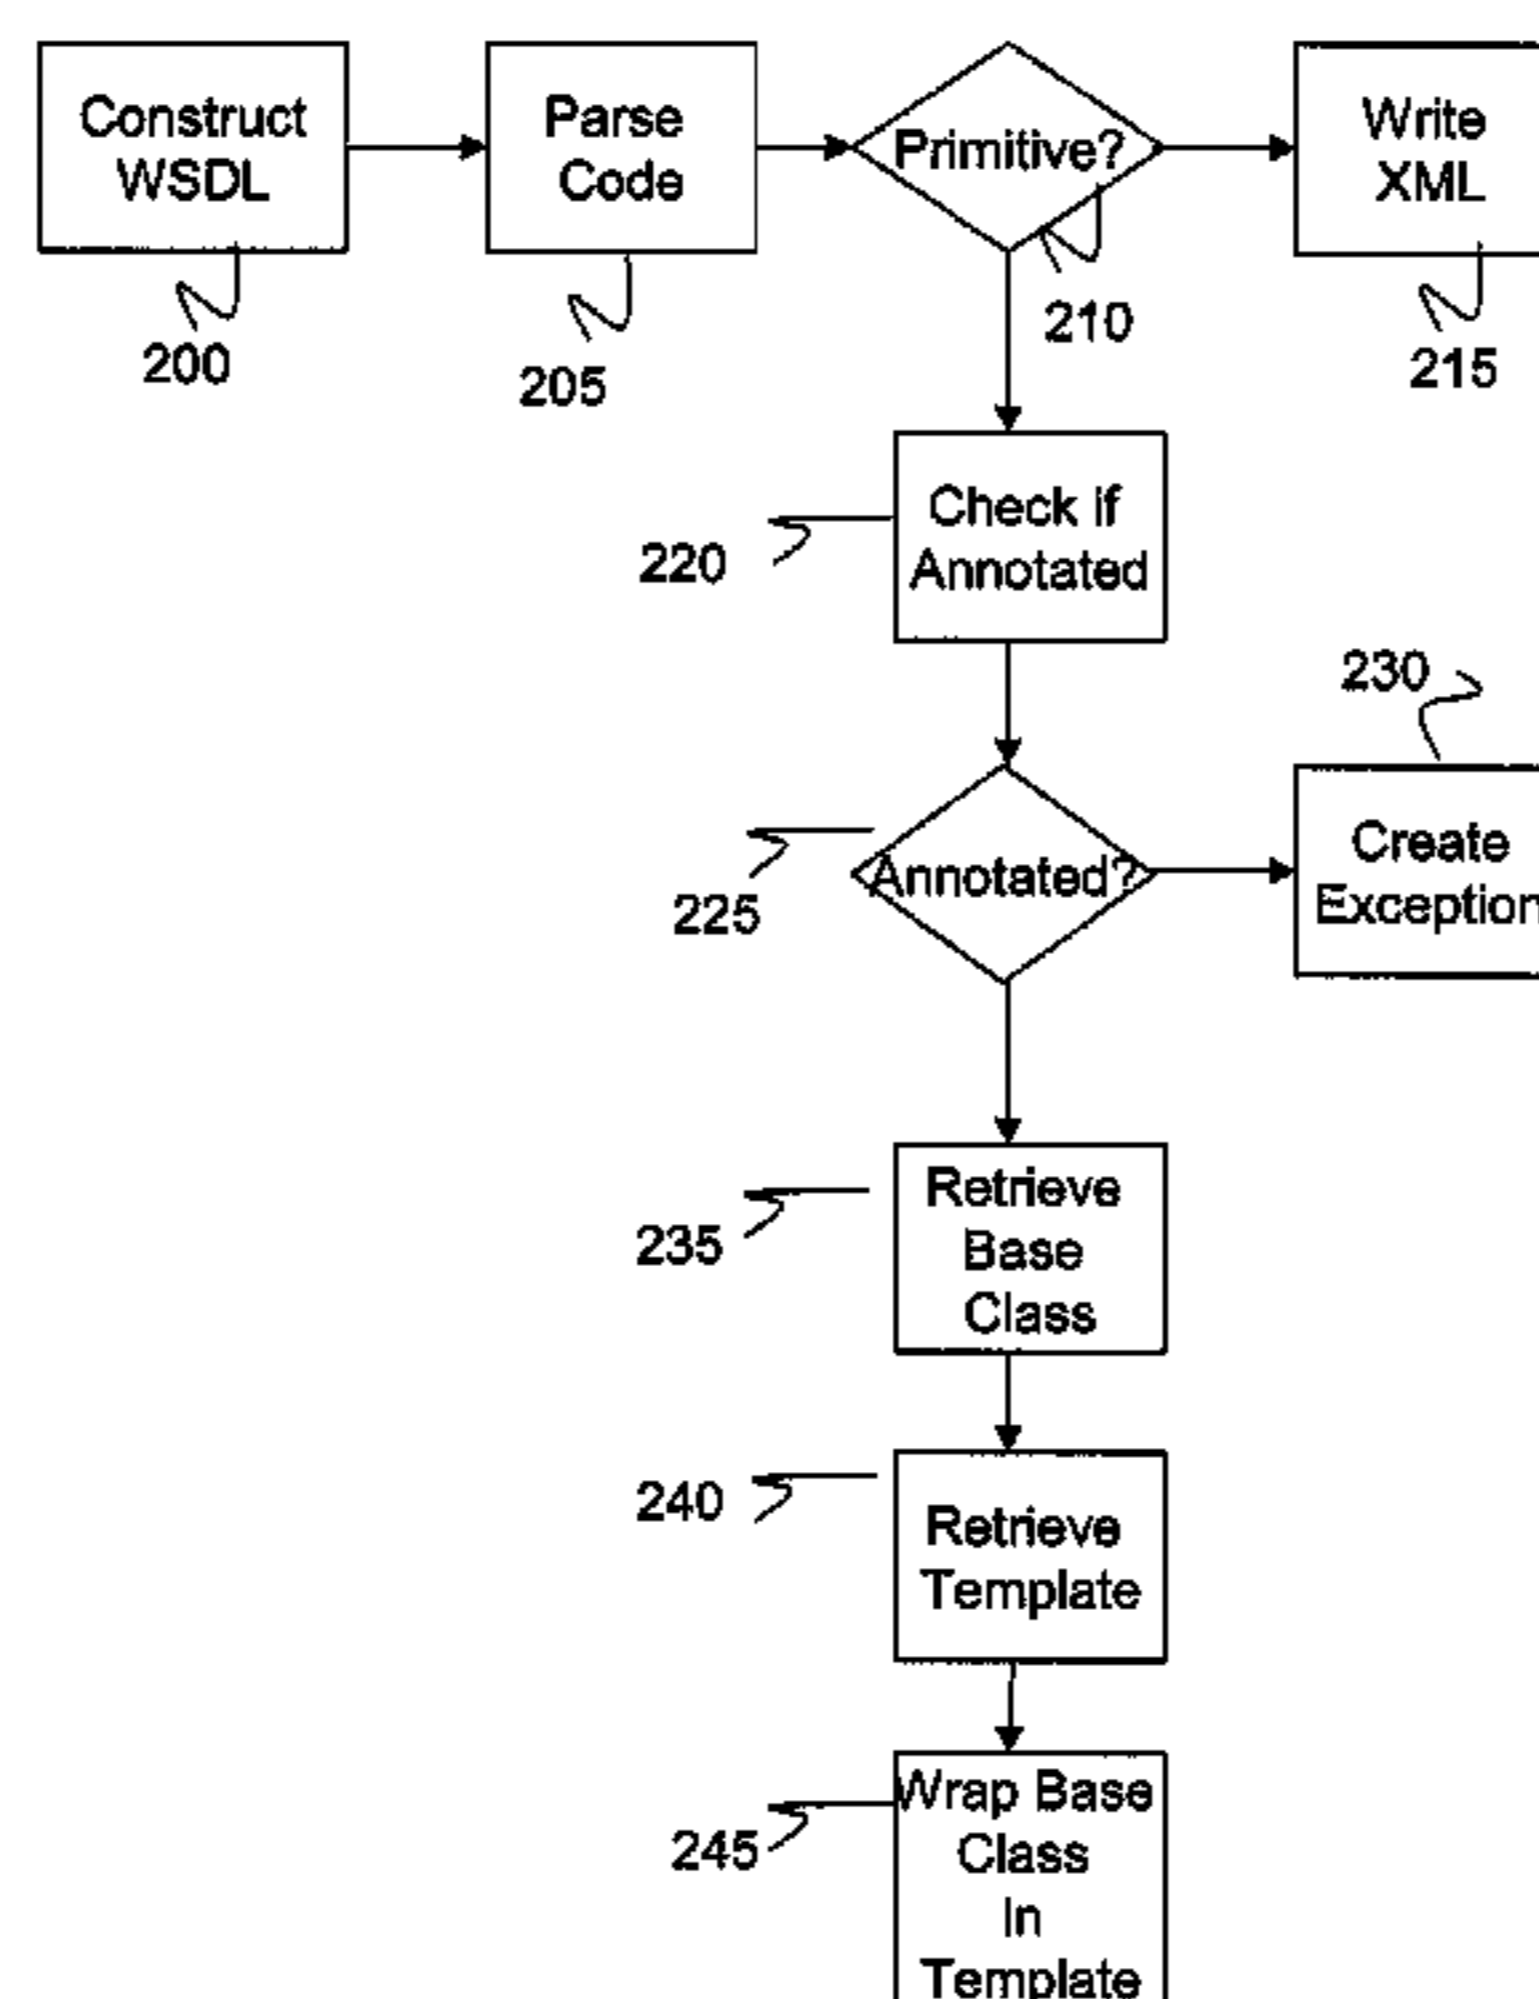 Construct
WSDL
200
Parse
Code
205
Primitive?
210
Write
XML
215
Check if
Annotated
220
Annotated?
225
230
Create
Exception
Retrieve
Base
Class
235
Retrieve
Template
240
Wrap Base
Class
In
Template
245